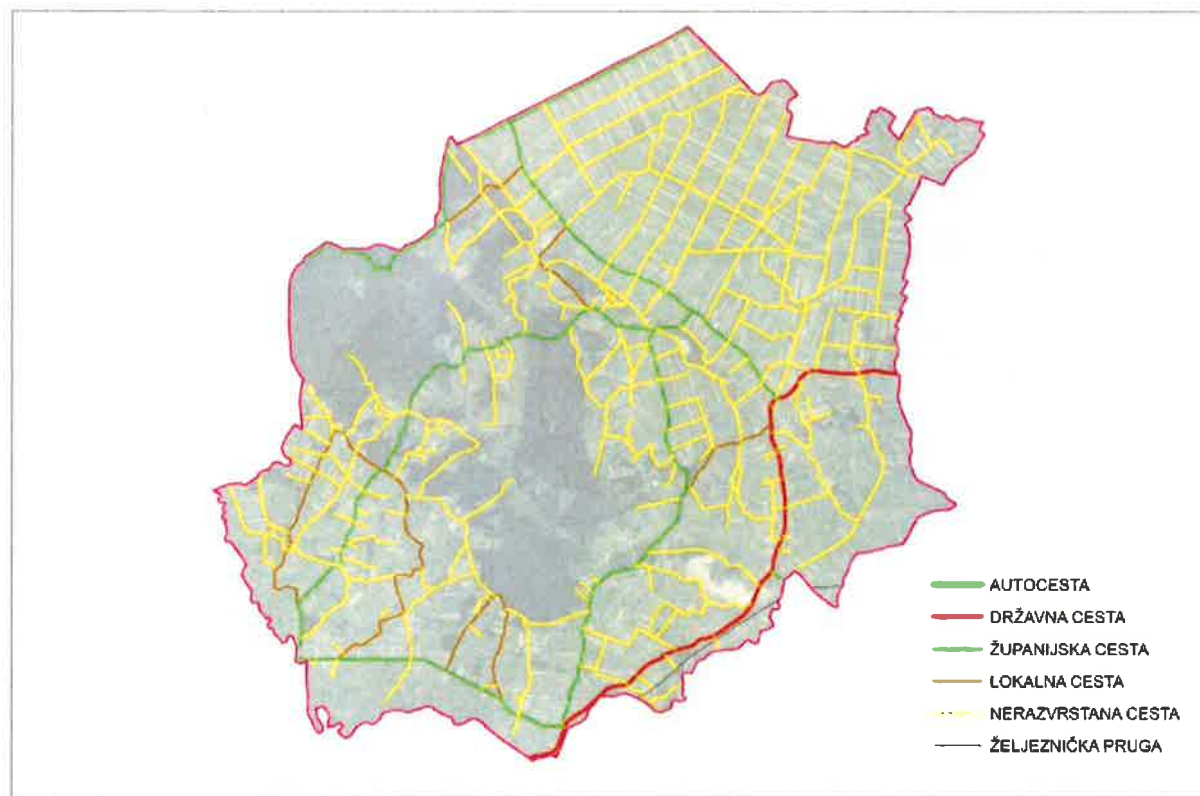 AUTOCESTA
DRŽAVNA CESTA
ŽUPANIJSKA CESTA
LOKALNA CESTA
NERAZVRSTANA CESTA
ŽELJEZNIČKA PRUGA